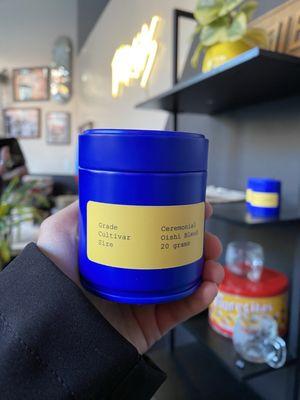 Grade Ceremonial
Cultivar Oishi Blend
Size 20 grams